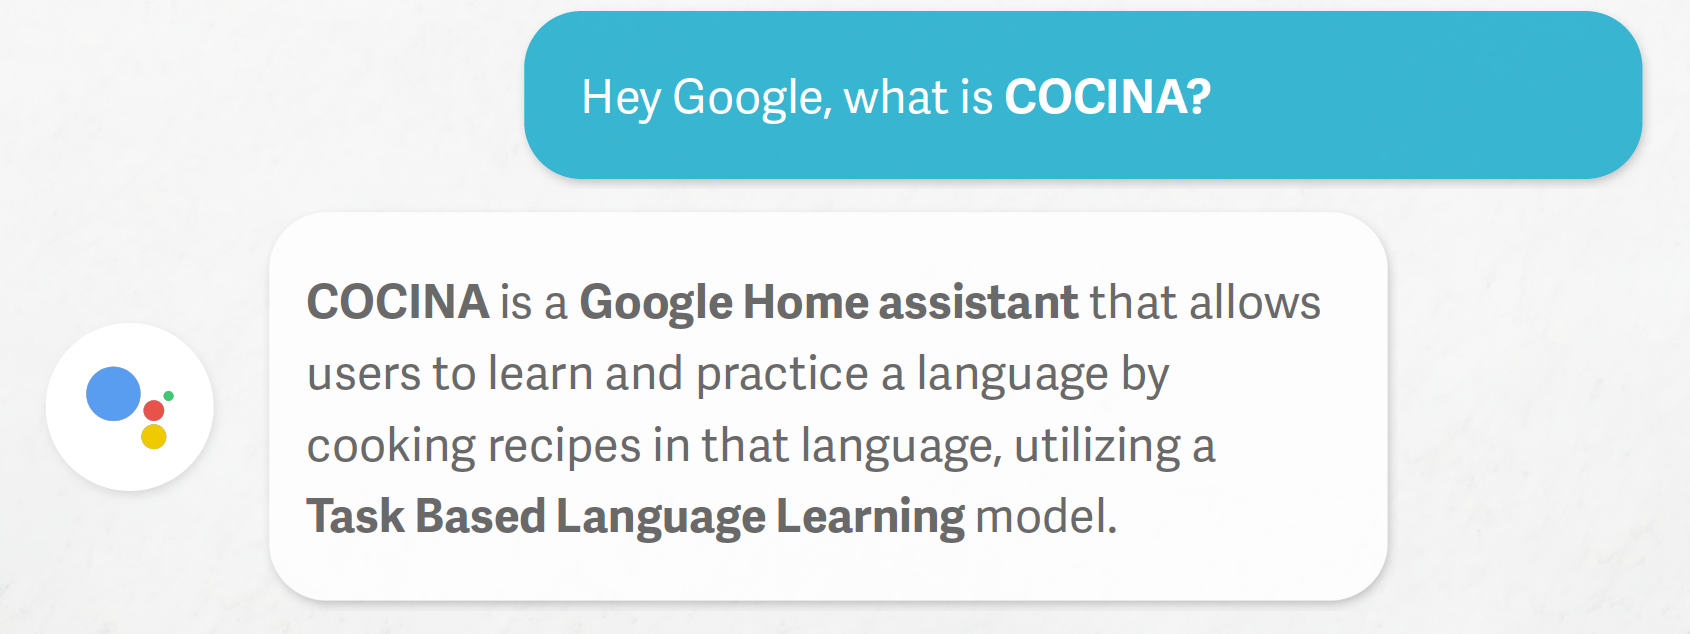 Hey Google, what is COCINA?
COCINA is a Google Home assistant that allows
users to learn and practice a language by
cooking recipes in that language, utilizing a
Task Based Language Learning model.